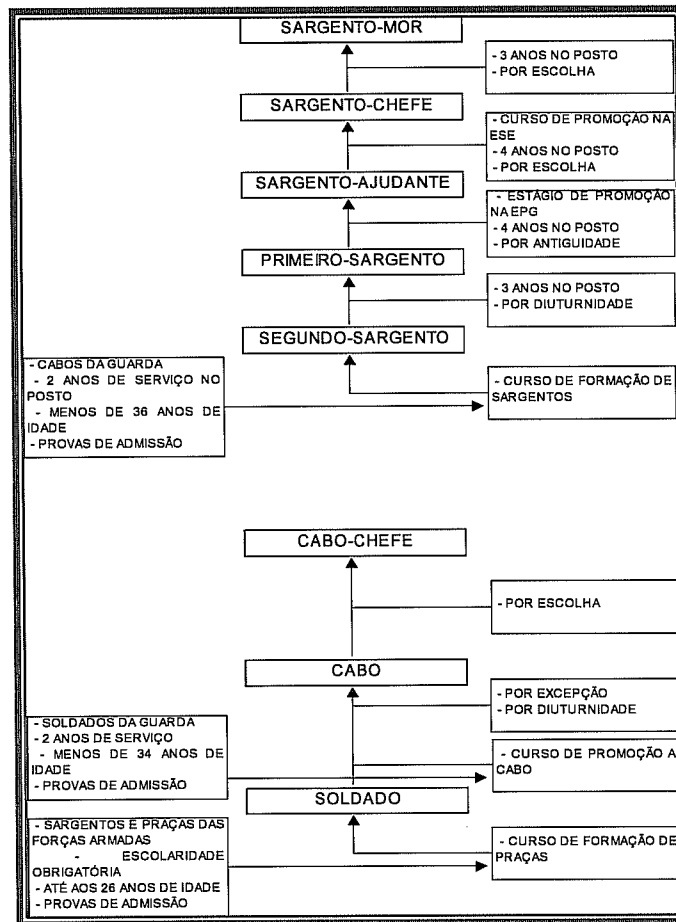 SARGENTO-MOR
- 3 ANOS NO POSTO
- POR ESCOLHA
SARGENTO-CHEFE
- CURSO DE PROMOÇÃO NA
ESE
- 4 ANOS NO POSTO
- POR ESCOLHA
SARGENTO-AJUDANTE
- ESTÁGIO DE PROMOÇÃO
NA EPG
- 4 ANOS NO POSTO
- POR ANTIGUIDADE
PRIMEIRO-SARGENTO
- 3 ANOS NO POSTO
- POR DIUTURNIDADE
SEGUNDO-SARGENTO
- CABOS DA GUARDA
- 2 ANOS DE SERVIÇO NO
POSTO
- MENOS DE 36 ANOS DE
IDADE
- PROVAS DE ADMISSÃO
- CURSO DE FORMAÇÃO DE
SARGENTOS
CABO-CHEFE
- POR ESCOLHA
CABO
- POR EXCEPÇÃO
- POR DIUTURNIDADE
- SOLDADOS DA GUARDA
- 2 ANOS DE SERVIÇO
- MENOS DE 34 ANOS DE
IDADE
- PROVAS DE ADMISSÃO
- CURSO DE PROMOÇÃO A
CABO
SOLDADO
- SARGENTOS E PRAÇAS DAS
FORÇAS ARMADAS
- ESCOLARIDADE
OBRIGATÓRIA
- ATÉ AOS 26 ANOS DE IDADE
- PROVAS DE ADMISSÃO
- CURSO DE FORMAÇÃO DE
PRAÇAS